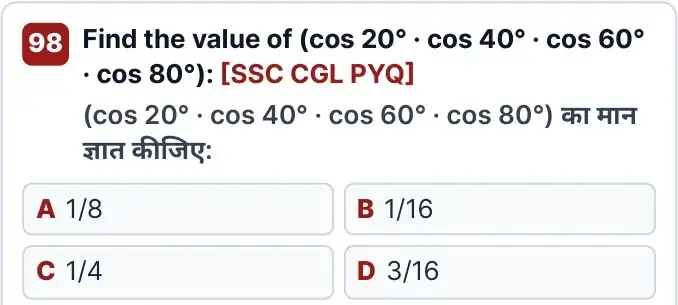 98 Find the value of (cos 20° · cos 40° · cos 60°
· cos 80°): [SSC CGL PYQ]
(cos 20° · cos 40° · cos 60° · cos 80°) का मान
ज्ञात कीजिए:
A 1/8
B 1/16
C 1/4
D 3/16